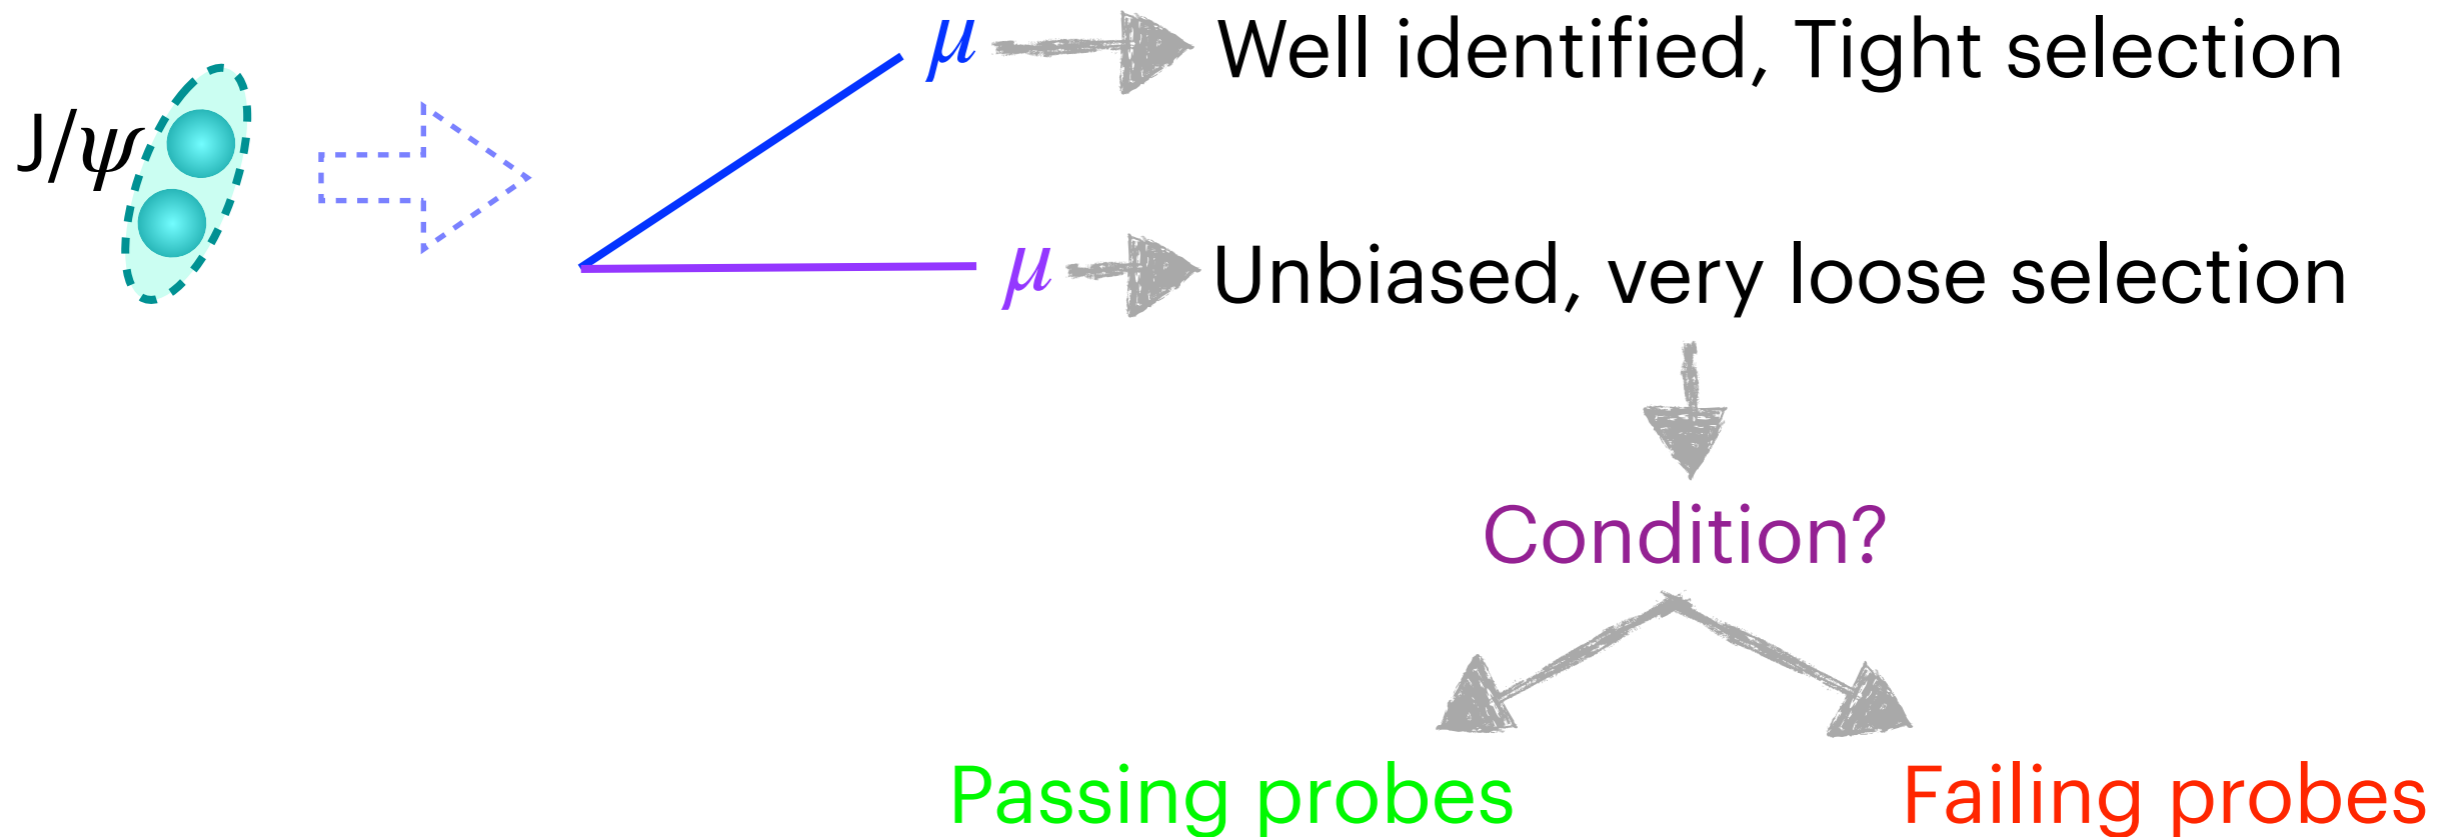 μ Well identified, Tight selection
J/ψ
μ Unbiased, very loose selection
Condition?
Passing probes
Failing probes